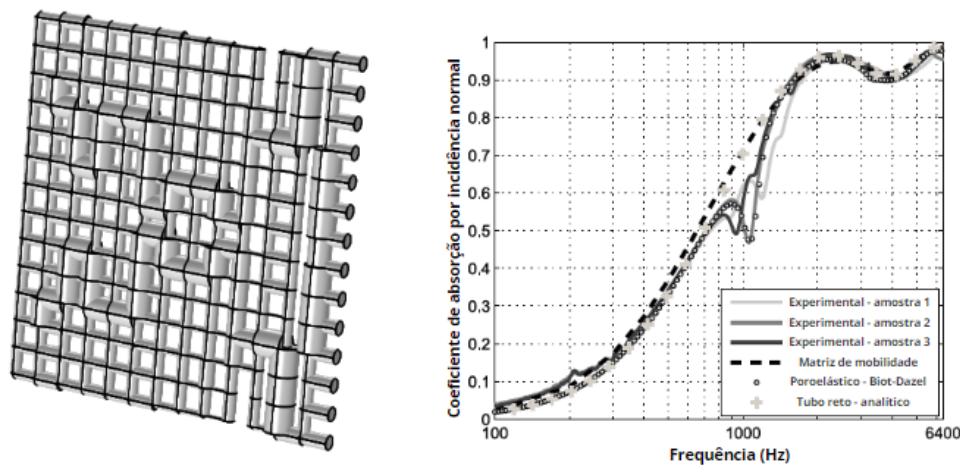 Coeficiente de absorção por incidência normal
1
0.9
0.8
0.7
0.6
0.5
0.4
0.3
0.2
0.1
0
Experimental - amostra 1
Experimental - amostra 2
Experimental - amostra 3
Matriz de mobilidade
Poroelástico - Biot-Dazel
Tubo reto - analítico
100
1000
6400
Frequência (Hz)